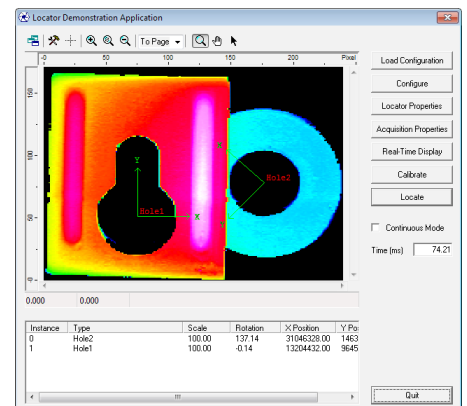 Locator Demonstration Application
To Page
-0 50 100 150 200 Pixel
Load Configuration
Configure
Locator Properties
Acquisition Properties
Real-Time Display
Calibrate
Locate
Continuous Mode
Time (ms) 74.21
150
100
50
-0
Y
X
Hole1
X
Y
Hole2
0.000 0.000
Instance Type Scale Rotation X Position Y Pos
0 Hole2 100.00 137.14 31046328.00 1463
1 Hole1 100.00 -0.14 13204432.00 9645
Quit